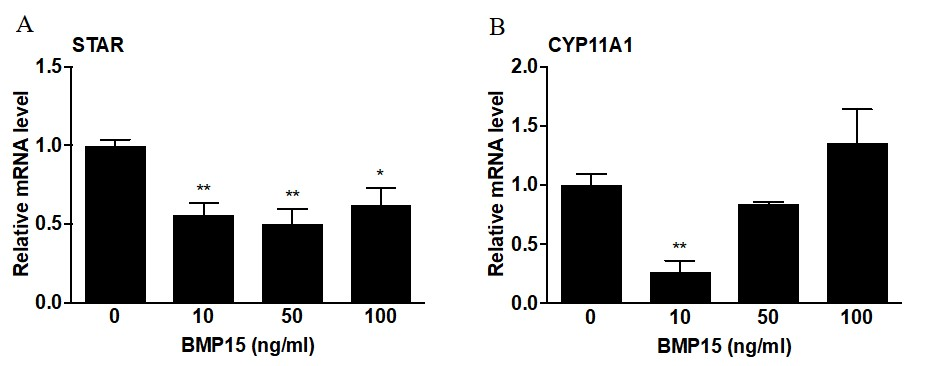 A
STAR
Relative mRNA level
1.5
1.0
0.5
0.0
**
**
*
0 10 50 100
BMP15 (ng/ml)
B
CYP11A1
Relative mRNA level
2.0
1.5
1.0
0.5
0.0
**
0 10 50 100
BMP15 (ng/ml)